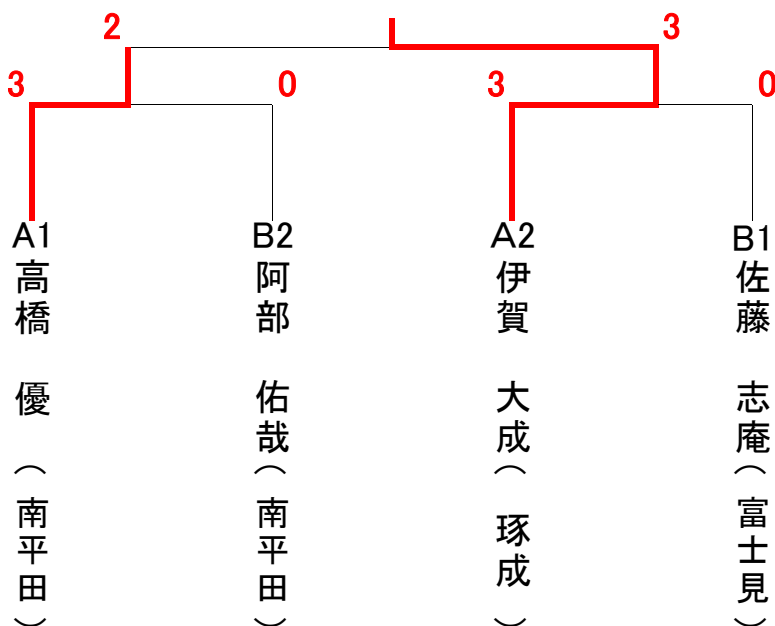 2 3
3 0 3 0
A1 高橋 優 （南平田）
B2 阿部 佑哉（南平田）
A2 伊賀 大成（琢成）
B1 佐藤 志庵（富士見）